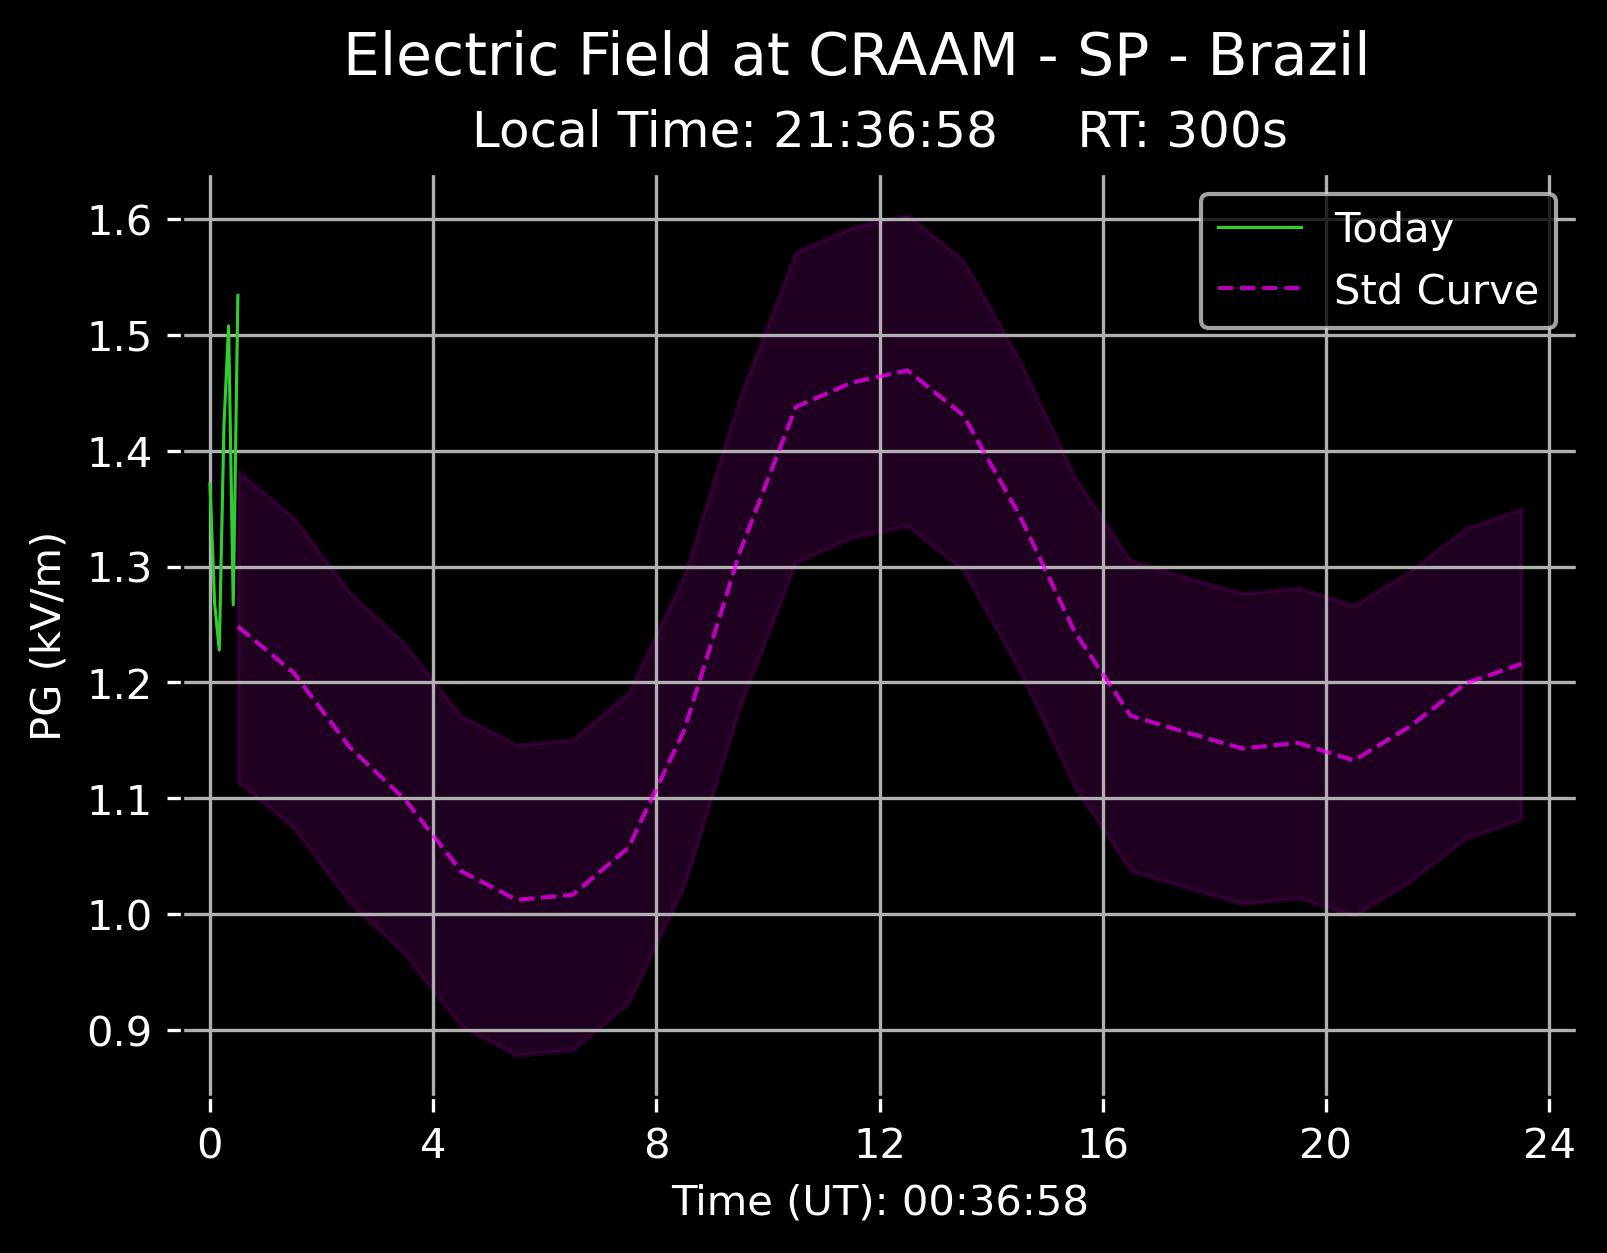 Electric Field at CRAAM - SP - Brazil
Local Time: 21:36:58 RT: 300s
Today
Std Curve
1.6
1.5
1.4
1.3
1.2
1.1
1.0
0.9
PG (kV/m)
0 4 8 12 16 20 24
Time (UT): 00:36:58